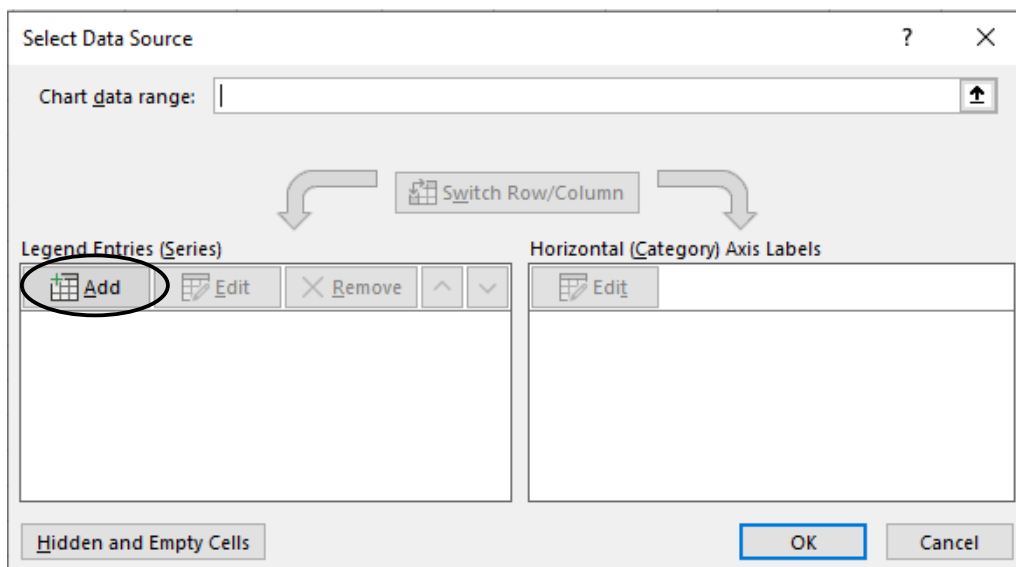 Select Data Source ?
Chart data range:
Switch Row/Column
Legend Entries (Series)
Horizontal (Category) Axis Labels
Add Edit Remove
Edit
Hidden and Empty Cells
OK Cancel